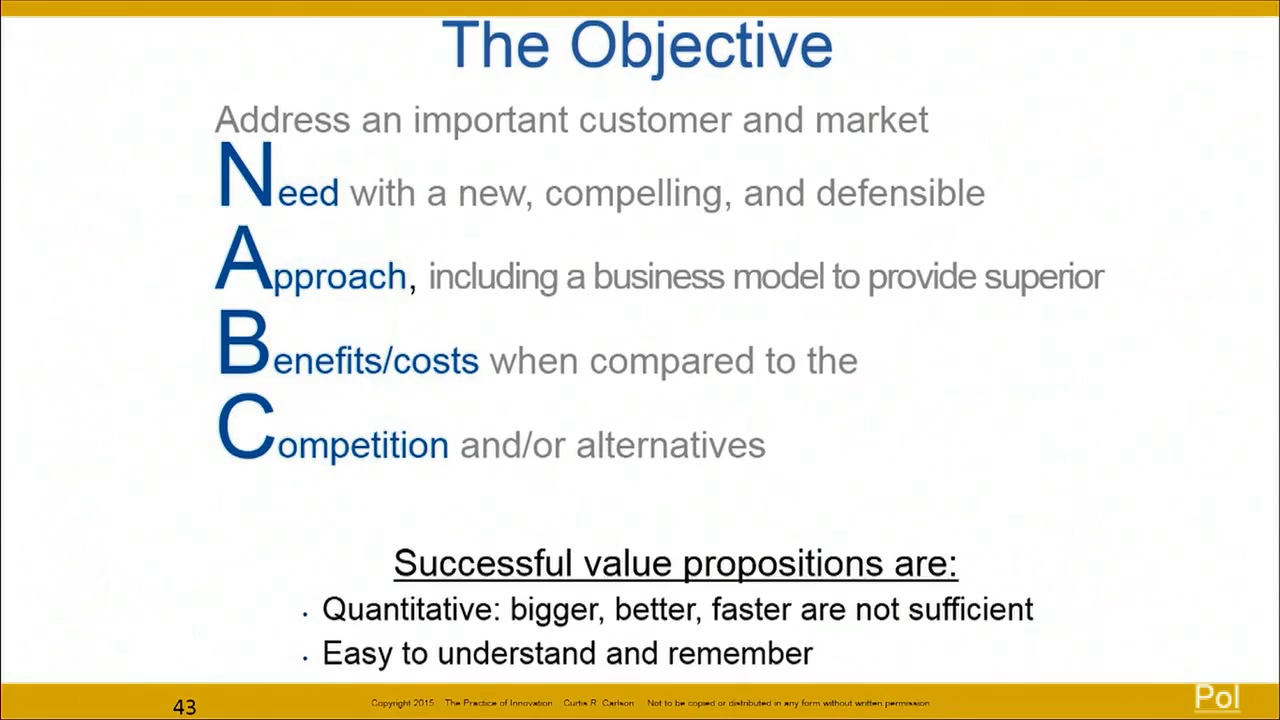 The Objective
Address an important customer and market
Need with a new, compelling, and defensible
Approach, including a business model to provide superior
Benefits/costs when compared to the
Competition and/or alternatives
Successful value propositions are:
· Quantitative: bigger, better, faster are not sufficient
· Easy to understand and remember
43
Copyright 2015 The Practice of Innovation Curtis R. Carlson Not to be copied or distributed in any form without written permission
Pol